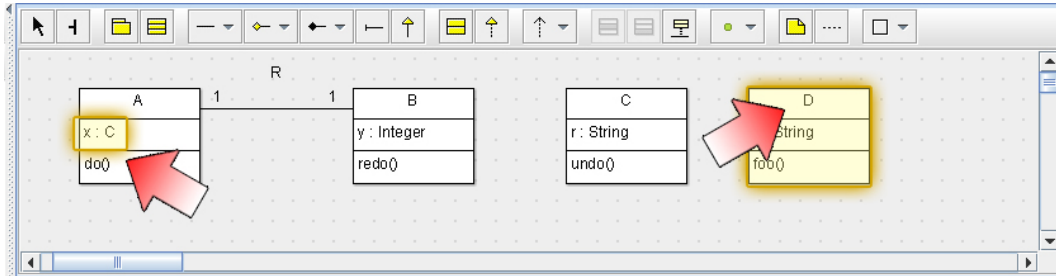 R
A
1
1
B
C
D
x : C
y : Integer
r : String
String
do()
redo()
undo()
foo()